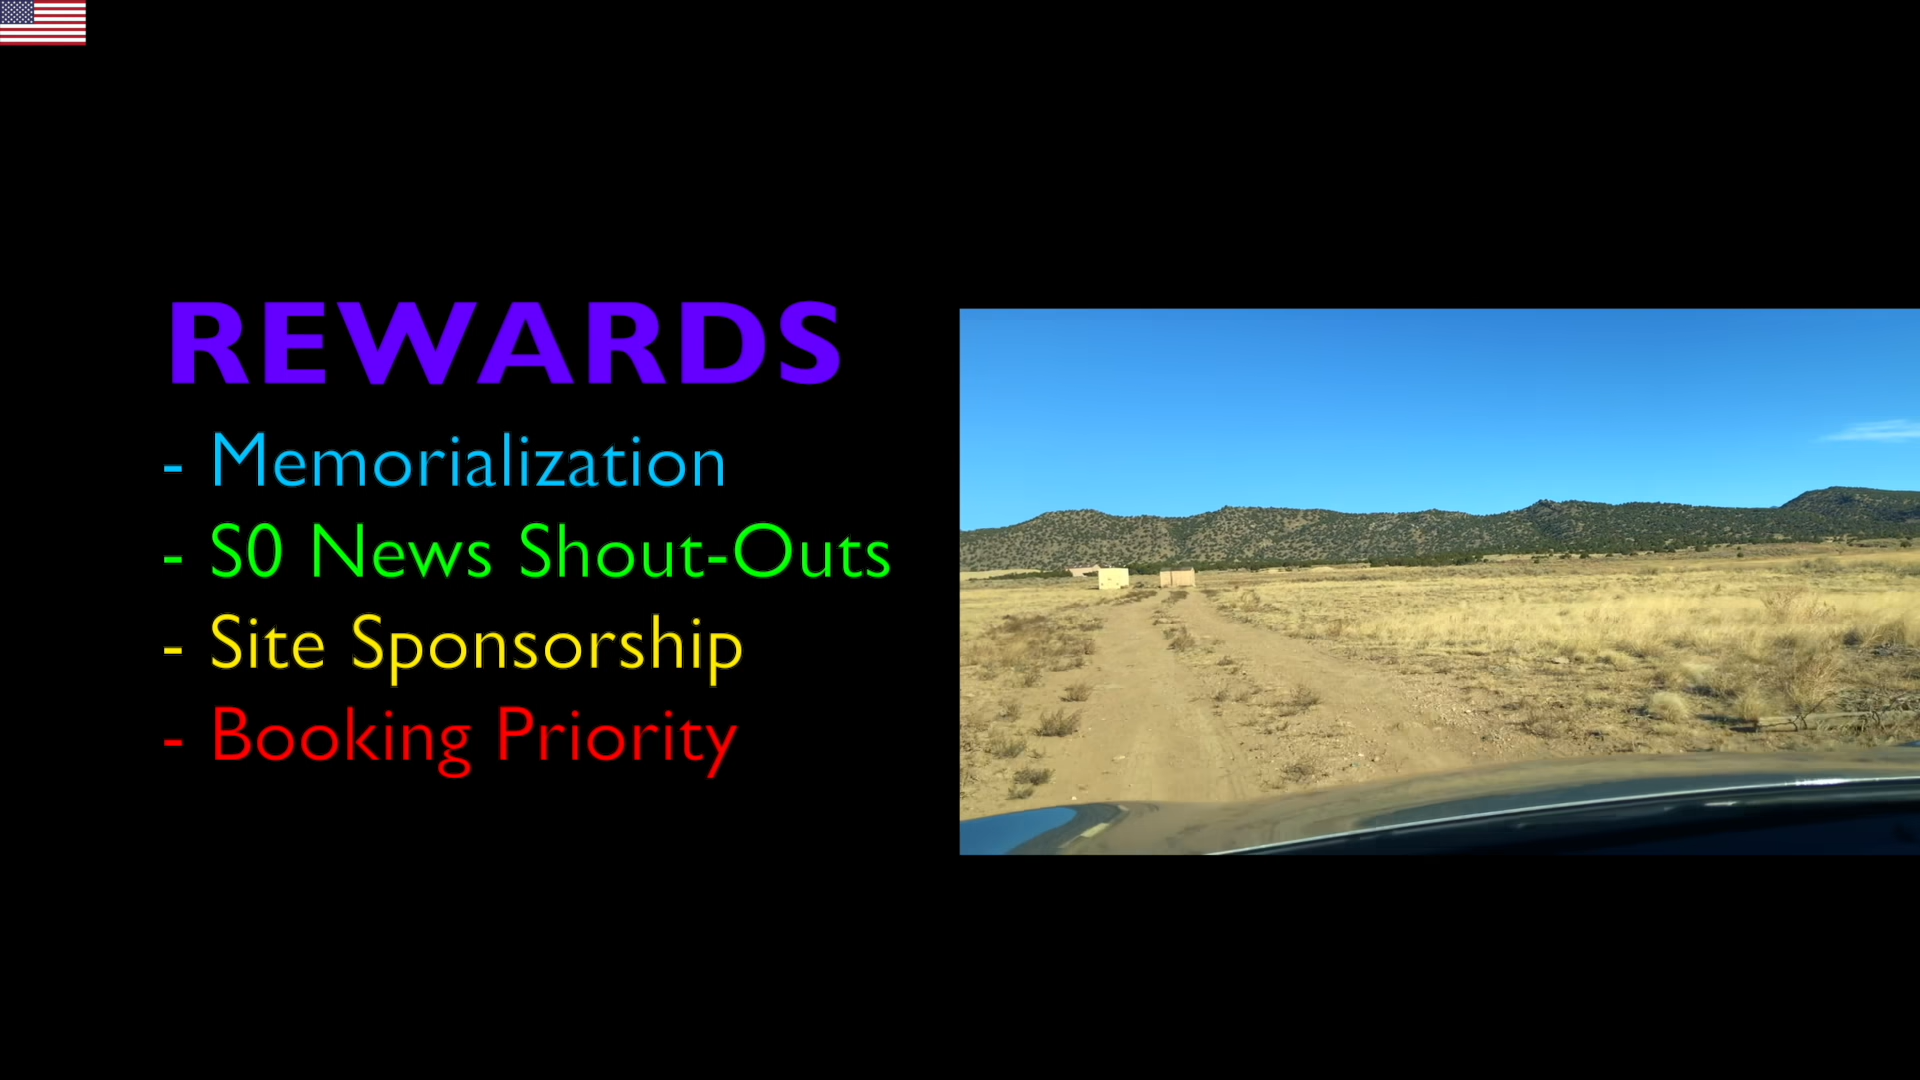 REWARDS
- Memorialization
- S0 News Shout-Outs
- Site Sponsorship
- Booking Priority